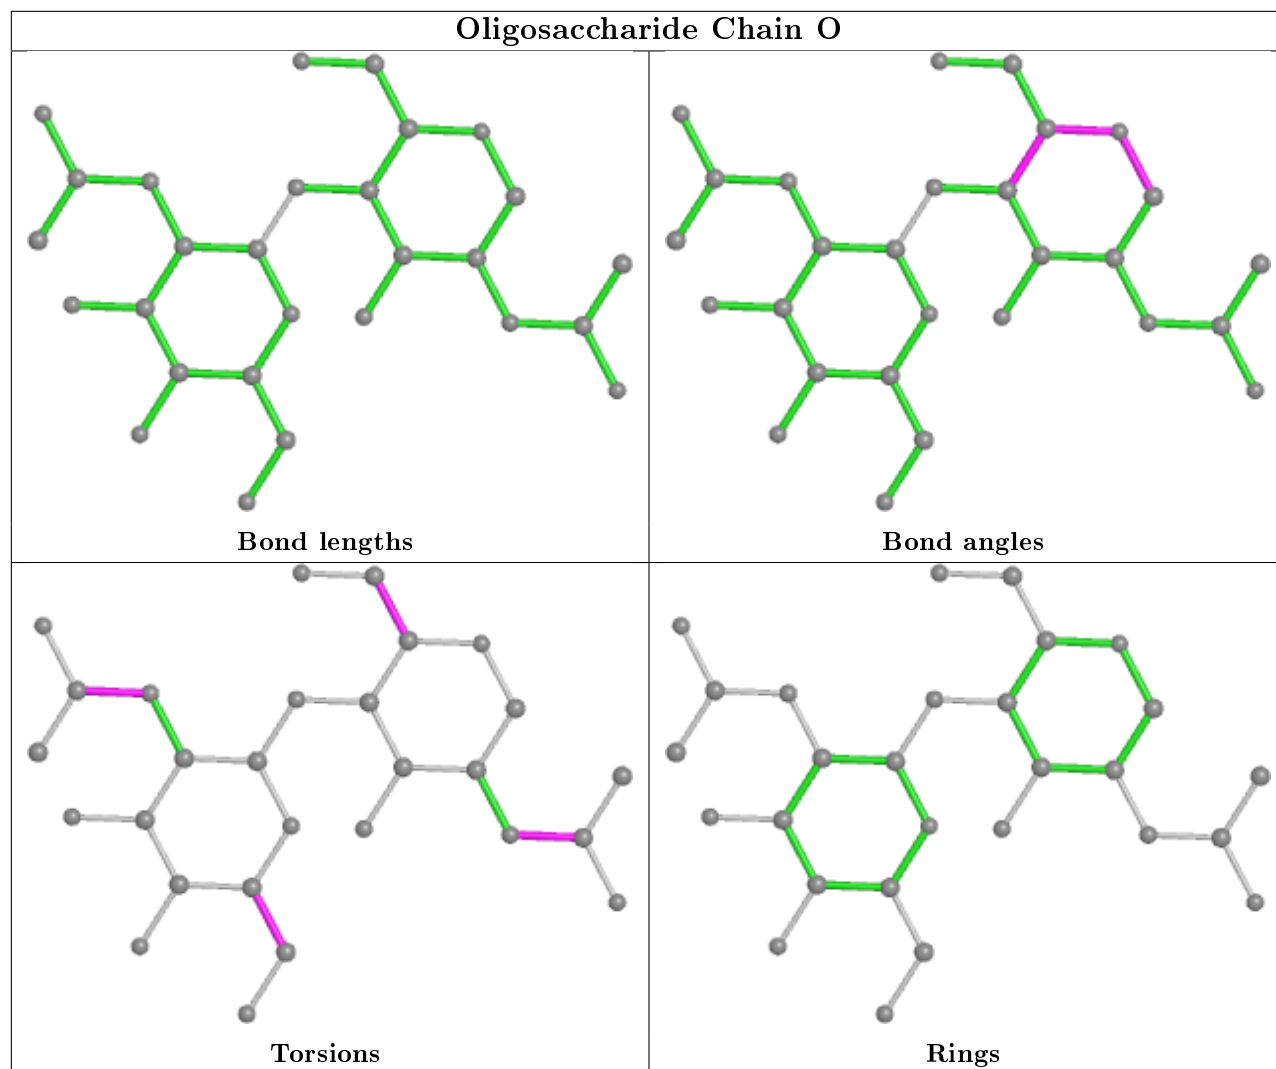 Oligosaccharide Chain O
Bond lengths
Bond angles
Torsions
Rings